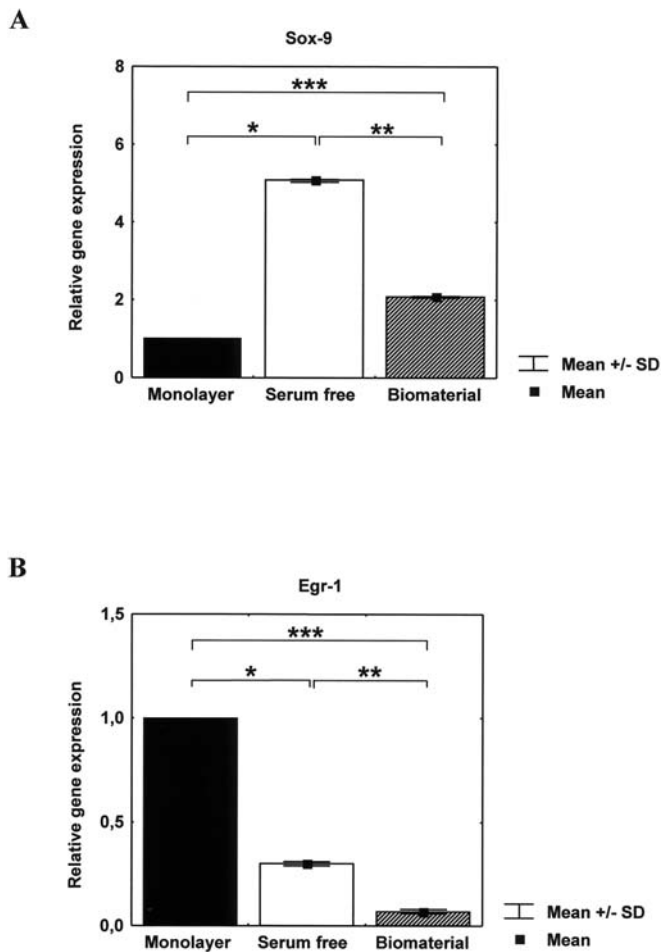 A
Sox-9
8
***
6
* **
Relative gene expression
4
2
0
Monolayer Serum free Biomaterial
Mean +/- SD
Mean
B
Egr-1
1,5
***
* **
Relative gene expression
1,0
0,5
0,0
Monolayer Serum free Biomaterial
Mean +/- SD
Mean